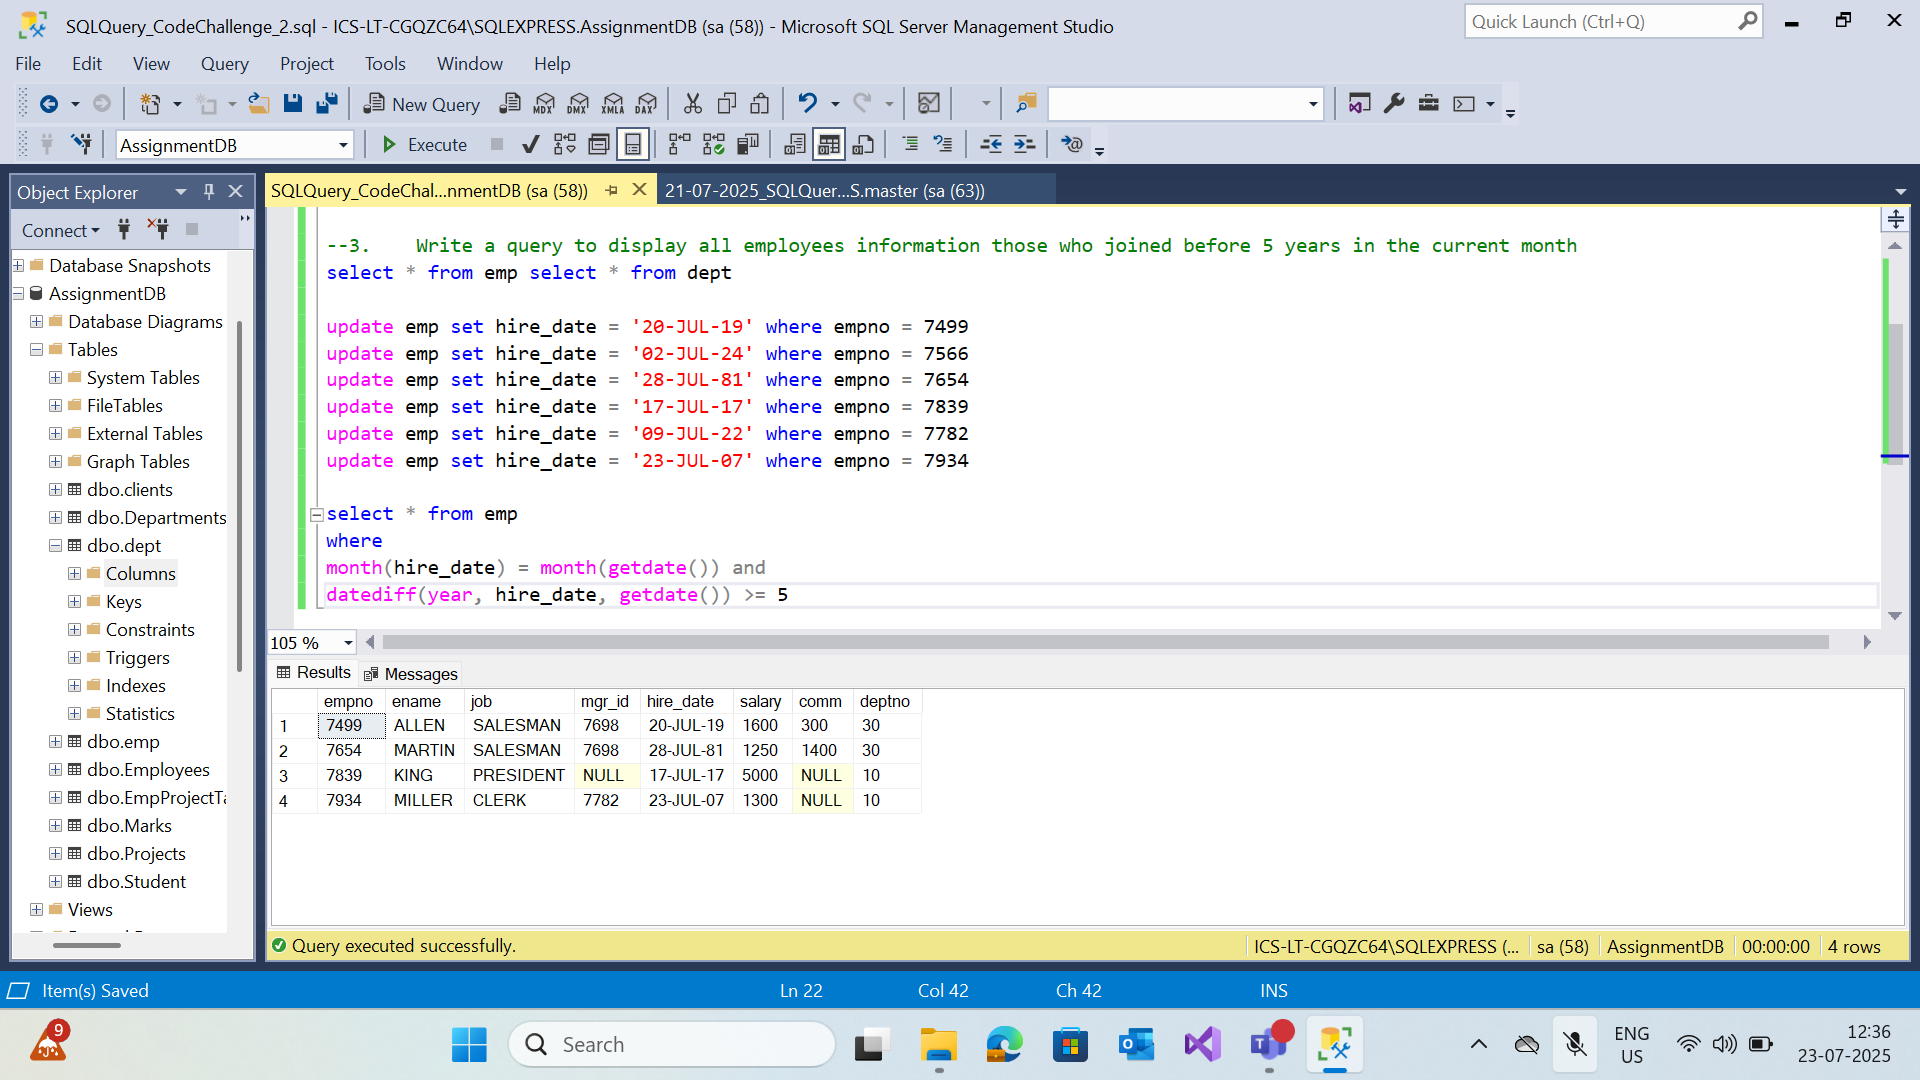 SQLQuery_CodeChallenge_2.sql - ICS-LT-CGQZC64\SQLEXPRESS.AssignmentDB (sa (58)) - Microsoft SQL Server Management Studio
Quick Launch (Ctrl+Q)
File Edit View Query Project Tools Window Help
New Query MDX DMX XMLA DAX
AssignmentDB Execute
Object Explorer
Connect
Database Snapshots
AssignmentDB
Database Diagrams
Tables
System Tables
FileTables
External Tables
Graph Tables
dbo.clients
dbo.Departments
dbo.dept
Columns
Keys
Constraints
Triggers
Indexes
Statistics
dbo.emp
dbo.Employees
dbo.EmpProjectTa
dbo.Marks
dbo.Projects
dbo.Student
Views
SQLQuery_CodeChal...nmentDB (sa (58)) 21-07-2025_SQLQuer...S.master (sa (63))
--3. Write a query to display all employees information those who joined before 5 years in the current month
select * from emp select * from dept
update emp set hire_date = '20-JUL-19' where empno = 7499
update emp set hire_date = '02-JUL-24' where empno = 7566
update emp set hire_date = '28-JUL-81' where empno = 7654
update emp set hire_date = '17-JUL-17' where empno = 7839
update emp set hire_date = '09-JUL-22' where empno = 7782
update emp set hire_date = '23-JUL-07' where empno = 7934
select * from emp
where
month(hire_date) = month(getdate()) and
datediff(year, hire_date, getdate()) >= 5
105 %
Results Messages
empno ename job mgr_id hire_date salary comm deptno
1 7499 ALLEN SALESMAN 7698 20-JUL-19 1600 300 30
2 7654 MARTIN SALESMAN 7698 28-JUL-81 1250 1400 30
3 7839 KING PRESIDENT NULL 17-JUL-17 5000 NULL 10
4 7934 MILLER CLERK 7782 23-JUL-07 1300 NULL 10
Query executed successfully. ICS-LT-CGQZC64\SQLEXPRESS (... sa (58) AssignmentDB 00:00:00 4 rows
Item(s) Saved Ln 22 Col 42 Ch 42 INS
9
Search
ENG
US
12:36
23-07-2025